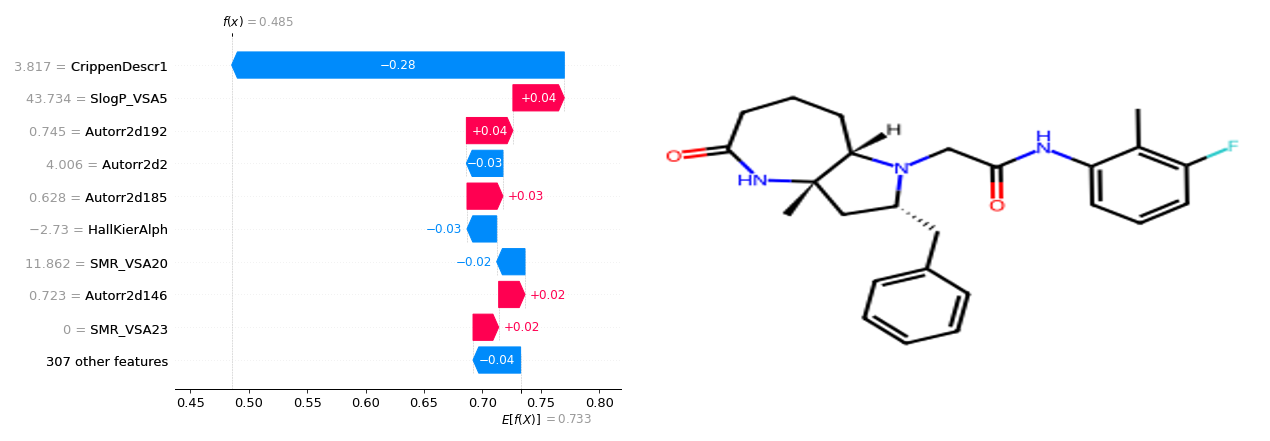 f(x) = 0.485
3.817 = CrippenDescr1
−0.28
43.734 = SlogP_VSA5
+0.04
0.745 = Autorr2d192
+0.04
4.006 = Autorr2d2
−0.03
0.628 = Autorr2d185
+0.03
−2.73 = HallKierAlph
−0.03
11.862 = SMR_VSA20
−0.02
0.723 = Autorr2d146
+0.02
0 = SMR_VSA23
+0.02
307 other features
−0.04
0.45 0.50 0.55 0.60 0.65 0.70 0.75 0.80
E[f(X)] = 0.733
H
H
N
F
O
N
HN
O